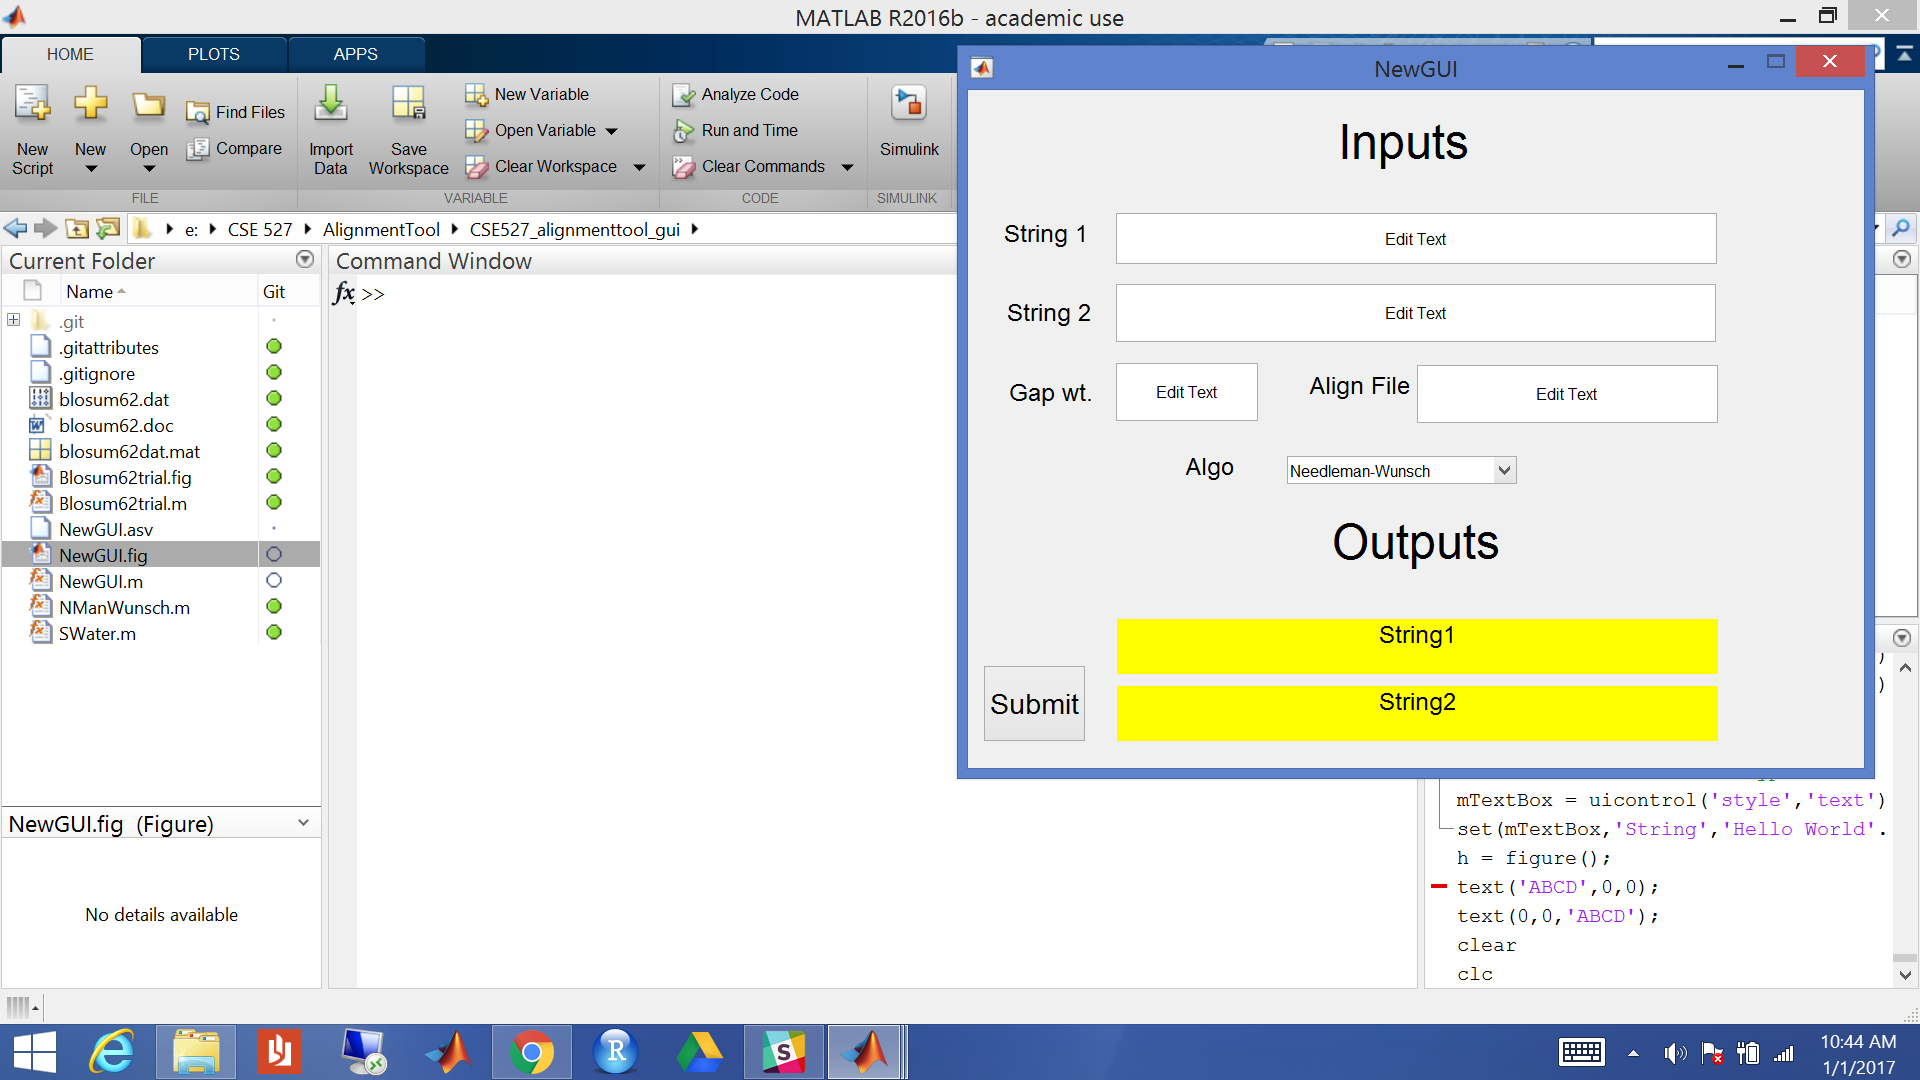 MATLAB R2016b - academic use
HOME
PLOTS
APPS
New Script
New
Open
Find Files
Compare
FILE
Import Data
Save Workspace
New Variable
Open Variable
Clear Workspace
VARIABLE
Analyze Code
Run and Time
Clear Commands
CODE
Simulink
SIMULINK
e:
CSE 527
AlignmentTool
CSE527_alignmenttool_gui
Current Folder
Name
Git
.git
.gitattributes
.gitignore
blosum62.dat
blosum62.doc
blosum62dat.mat
Blosum62trial.fig
Blosum62trial.m
NewGUI.asv
NewGUI.fig
NewGUI.m
NManWunsch.m
SWater.m
NewGUI.fig (Figure)
No details available
Command Window
fx >>
NewGUI
Inputs
String 1
Edit Text
String 2
Edit Text
Gap wt.
Edit Text
Align File
Edit Text
Algo
Needleman-Wunsch
Outputs
String1
String2
Submit
)
)
mTextBox = uicontrol('style','text')
set(mTextBox,'String','Hello World'.
h = figure();
text('ABCD',0,0);
text(0,0,'ABCD');
clear
clc
10:44 AM
1/1/2017